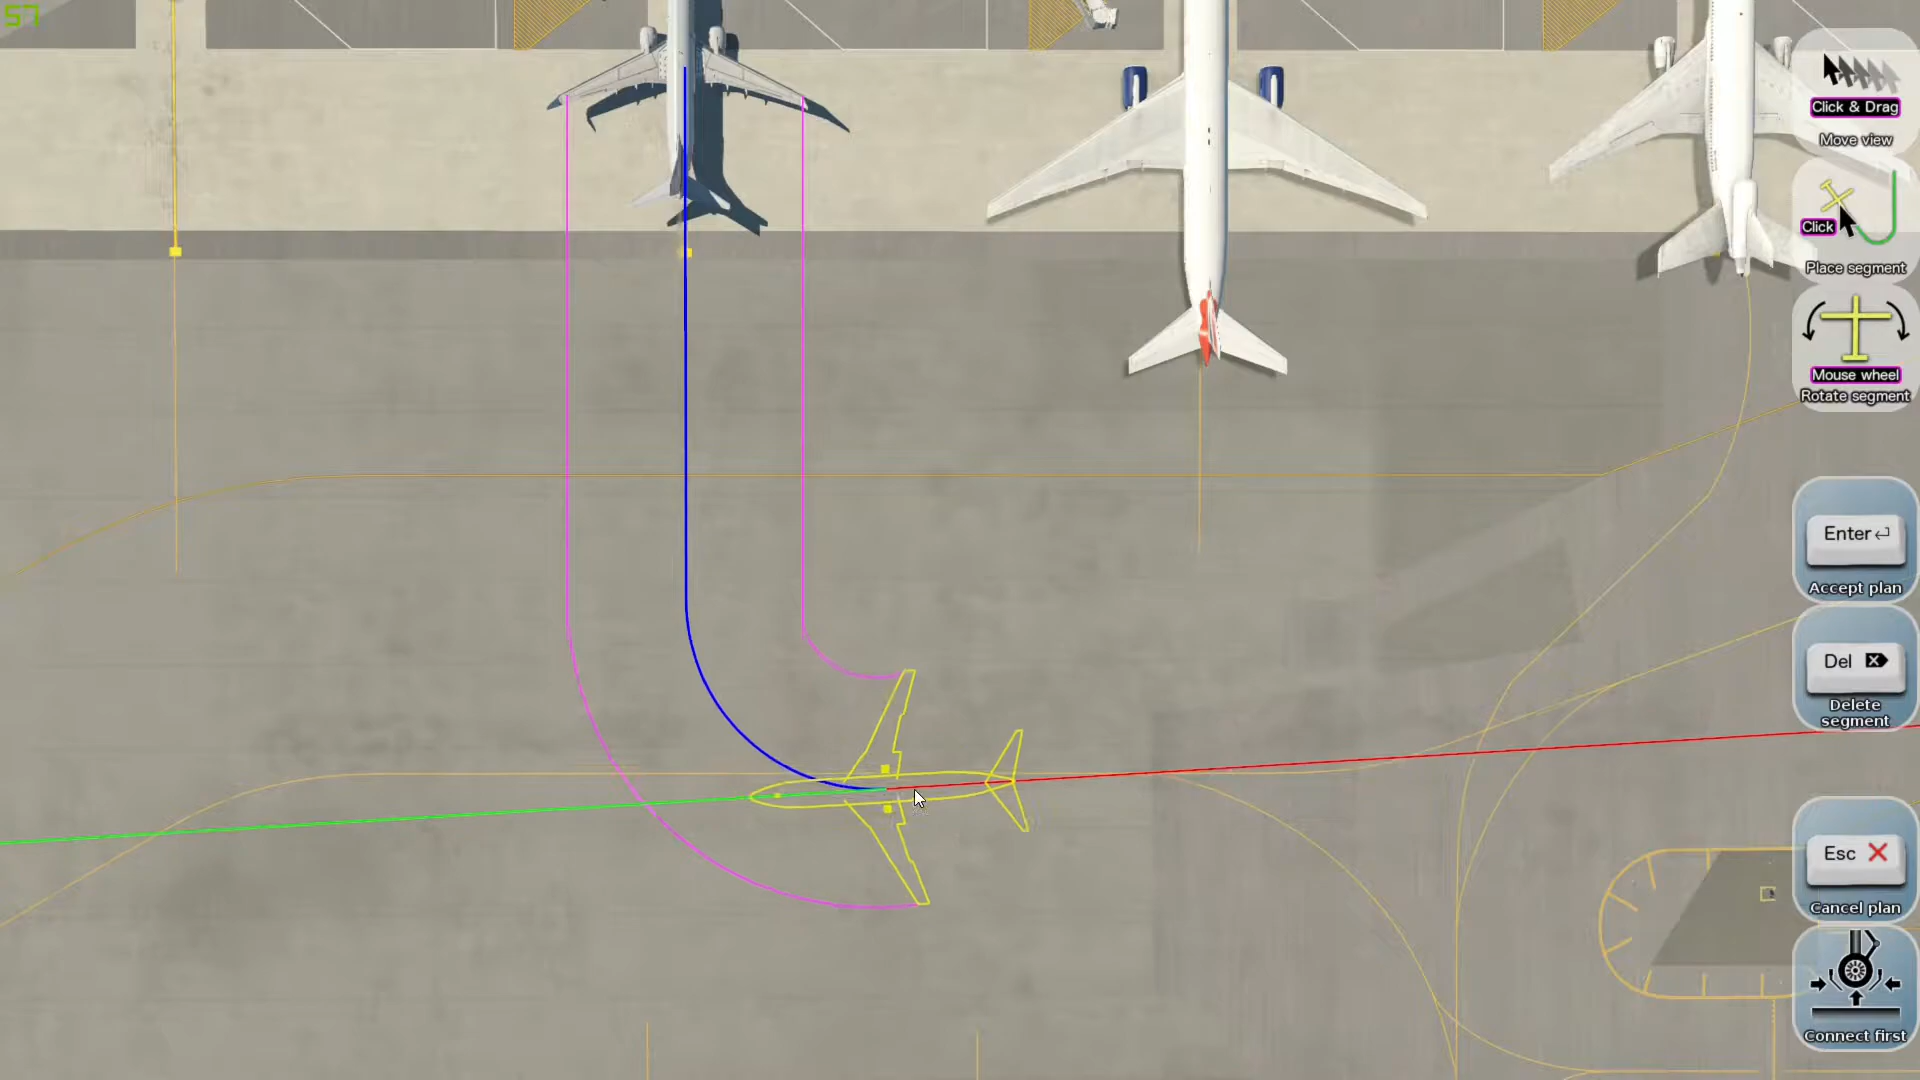 57
Click & Drag
Move view
Click
Place segment
Mouse wheel
Rotate segment
Enter
Accept plan
Del
Delete
segment
Esc
Cancel plan
Connect first